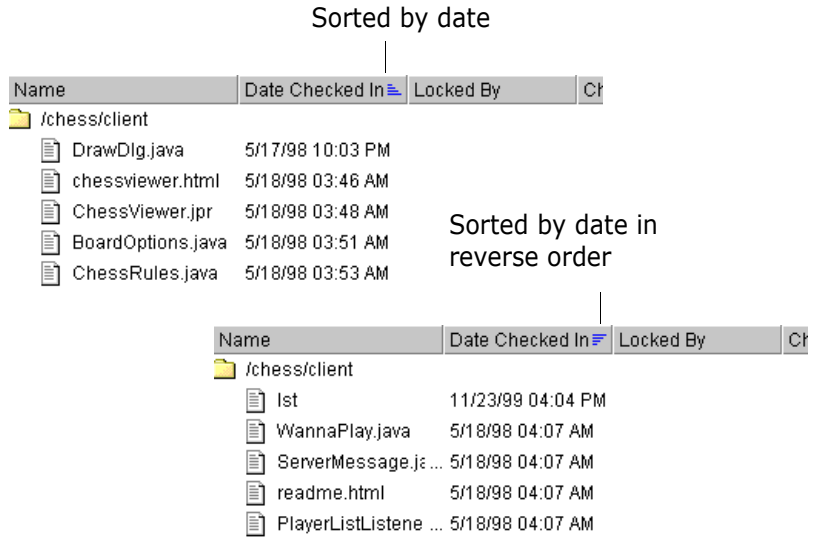 Sorted by date
Name Date Checked In Locked By Ch
/chess/client
DrawDlg.java 5/17/98 10:03 PM
chessviewer.html 5/18/98 03:46 AM
ChessViewer.jpr 5/18/98 03:48 AM
BoardOptions.java 5/18/98 03:51 AM
ChessRules.java 5/18/98 03:53 AM
Sorted by date in
reverse order
Name Date Checked In Locked By Ch
/chess/client
lst 11/23/99 04:04 PM
WannaPlay.java 5/18/98 04:07 AM
ServerMessage.ja... 5/18/98 04:07 AM
readme.html 5/18/98 04:07 AM
PlayerListListene ... 5/18/98 04:07 AM